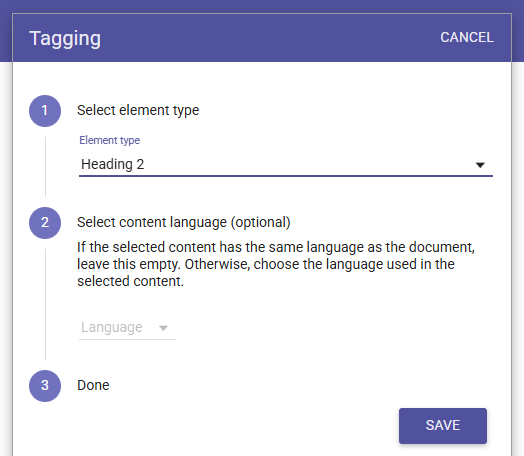 Tagging
CANCEL
1
Select element type
Element type
Heading 2
2
Select content language (optional)
If the selected content has the same language as the document,
leave this empty. Otherwise, choose the language used in the
selected content.
Language
3
Done
SAVE